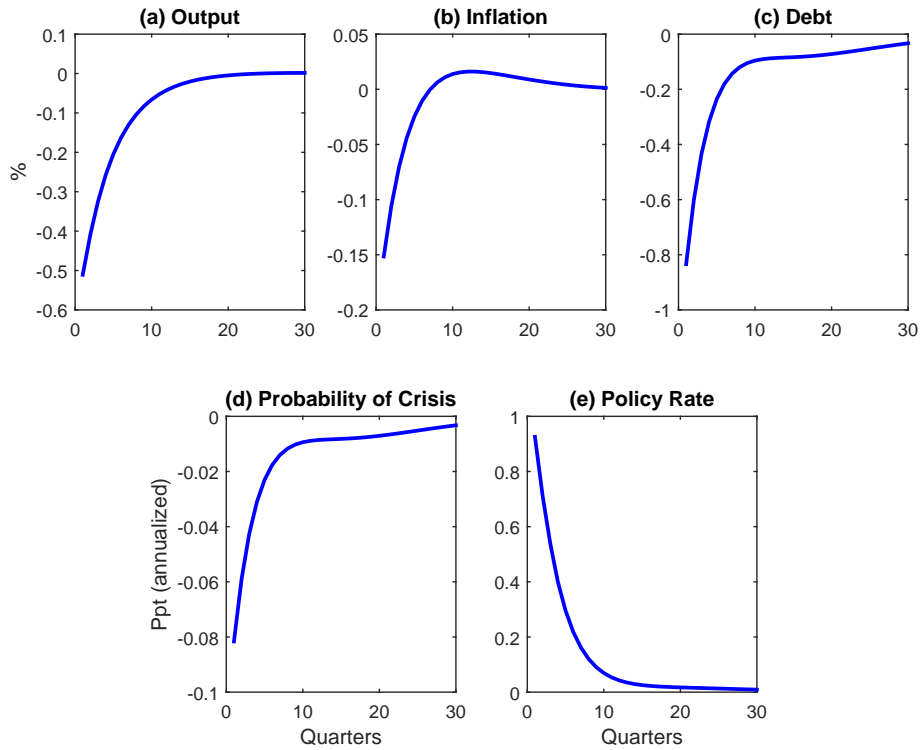 (a) Output
0.1
0
-0.1
-0.2
-0.3
-0.4
-0.5
-0.6
%
0 10 20 30
(b) Inflation
0.05
0
-0.05
-0.1
-0.15
-0.2
0 10 20 30
(c) Debt
0
-0.2
-0.4
-0.6
-0.8
-1
0 10 20 30
(d) Probability of Crisis
0
-0.02
-0.04
-0.06
-0.08
-0.1
Ppt (annualized)
0 10 20 30
Quarters
(e) Policy Rate
1
0.8
0.6
0.4
0.2
0
0 10 20 30
Quarters